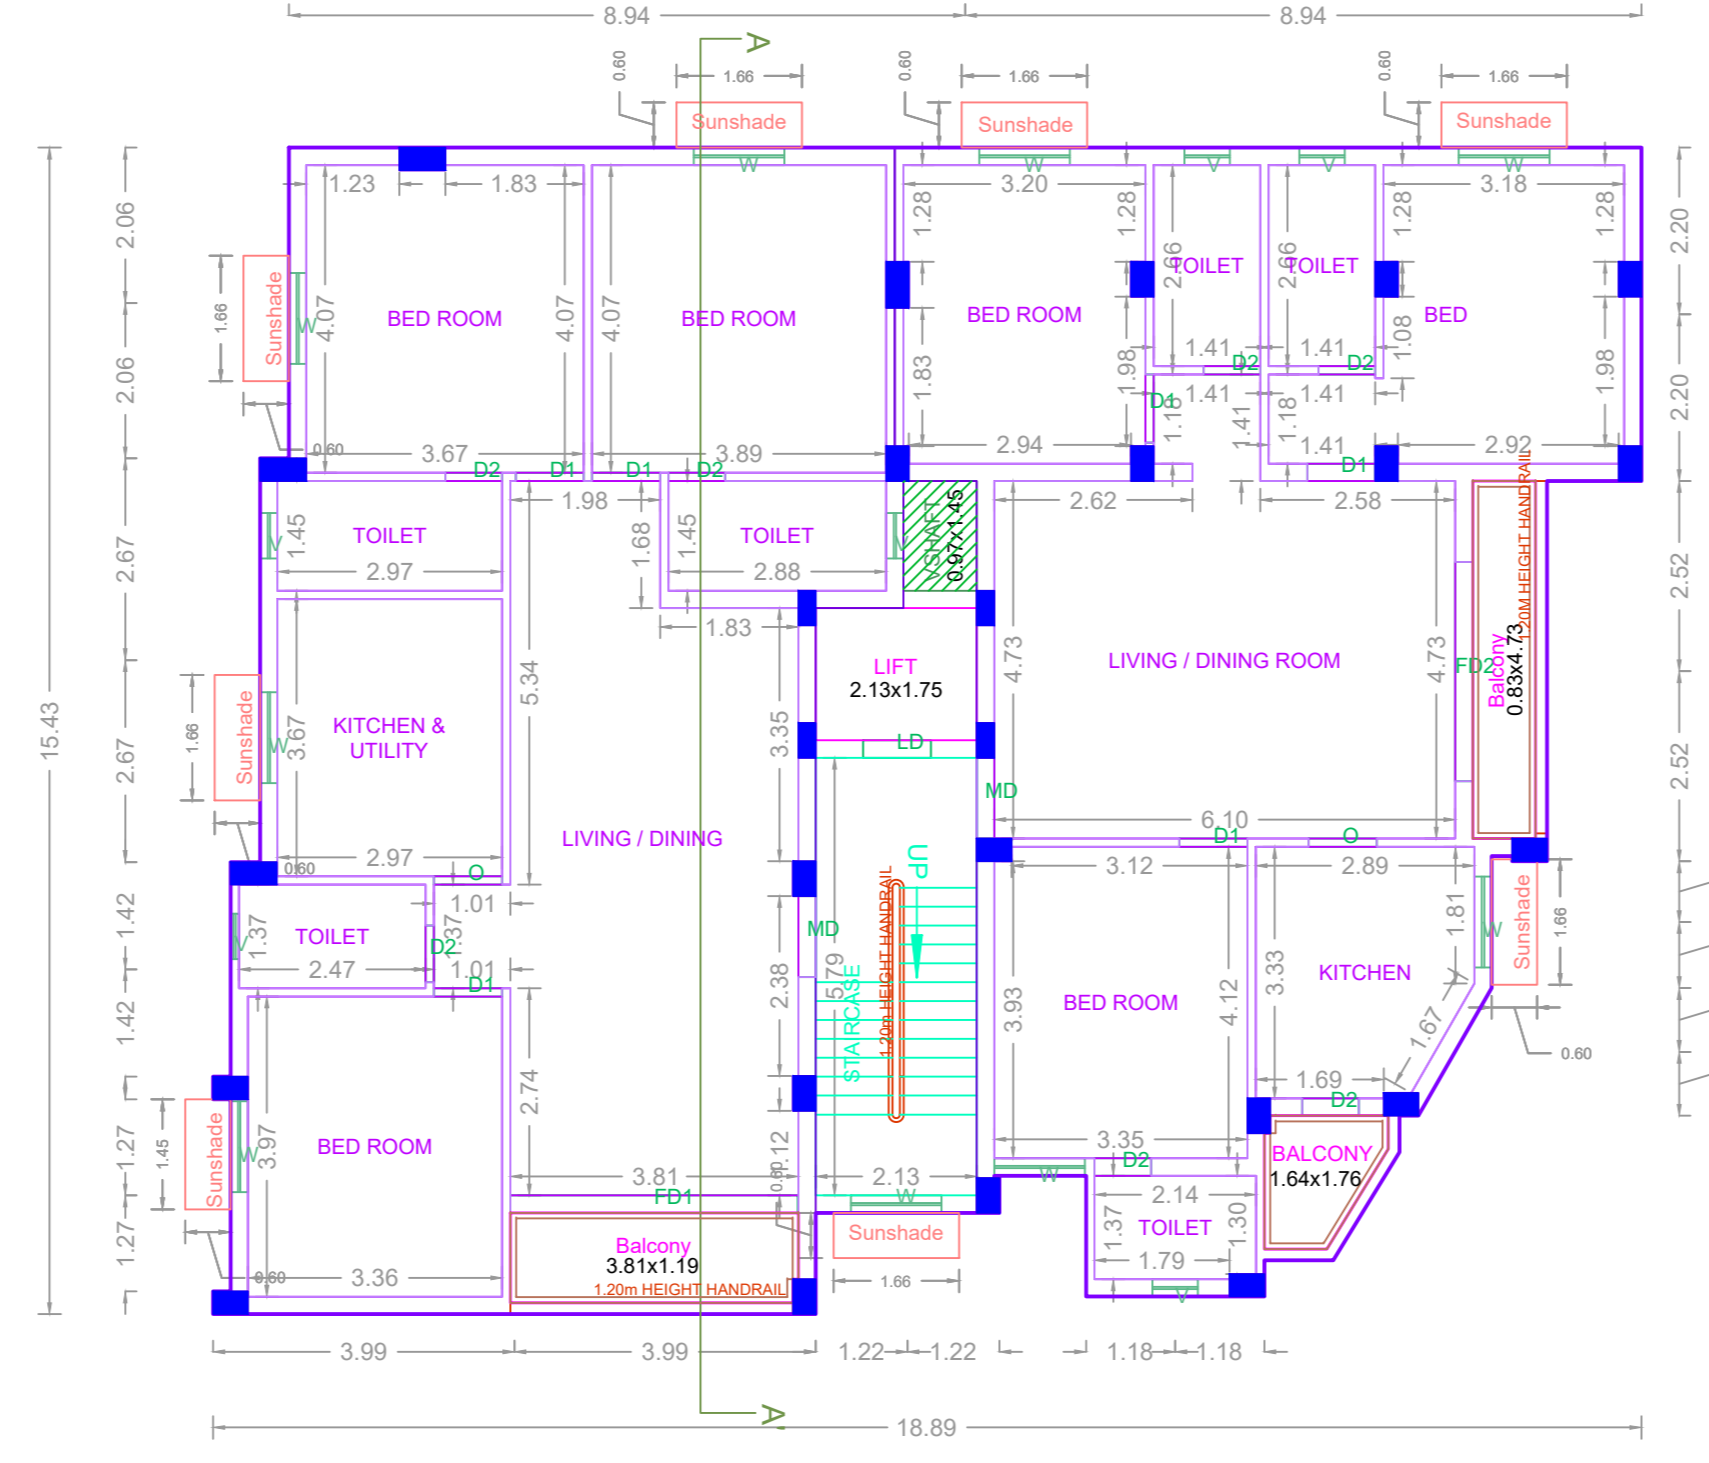 8.94
8.94
A
0.60
1.66
0.60
1.66
0.60
1.66
Sunshade
Sunshade
Sunshade
W
W
V
V
W
1.23
1.83
3.20
3.18
2.06
4.07
4.07
4.07
1.28
1.28
2.66
2.66
1.28
1.28
2.20
TOILET
TOILET
Sunshade
1.66
W
BED ROOM
BED ROOM
BED ROOM
BED
2.06
1.83
1.98
1.41
1.41
1.08
1.98
2.20
D2
D2
D1
1.18
1.41
1.41
1.41
1.18
0.60
3.67
3.89
2.94
1.41
2.92
D2
D1
D1
D2
D1
1.98
2.62
2.58
2.67
V
1.45
TOILET
2.97
1.68
1.45
TOILET
2.88
V
V.SHAFT
0.97x1.45
1.20M HEIGHT HANDRAIL
2.52
1.83
15.43
5.34
LIFT
2.13x1.75
4.73
LIVING / DINING ROOM
4.73
FD2
Balcony
0.83x4.73
2.67
1.66
Sunshade
W
3.67
KITCHEN &
UTILITY
3.35
LD
MD
2.52
6.10
D1
O
LIVING / DINING
2.97
0.60
O
UP
3.12
2.89
1.42
1.01
V
1.37
TOILET
2.47
D2
1.37
1.01
D1
MD
1.81
W
Sunshade
1.66
3.33
KITCHEN
1.42
2.38
5.79
STAIRCASE
1.20m HEIGHT HANDRAIL
3.93
BED ROOM
4.12
1.67
0.60
1.69
D2
2.74
1.27
1.45
Sunshade
W
3.97
BED ROOM
1.12
0.60
3.35
D2
W
BALCONY
1.64x1.76
3.81
FD1
2.13
W
2.14
1.27
Balcony
3.81x1.19
1.20m HEIGHT HANDRAIL
Sunshade
1.66
1.37
TOILET
1.30
1.79
V
0.60
3.36
3.99
3.99
1.22
1.22
1.18
1.18
A'
18.89